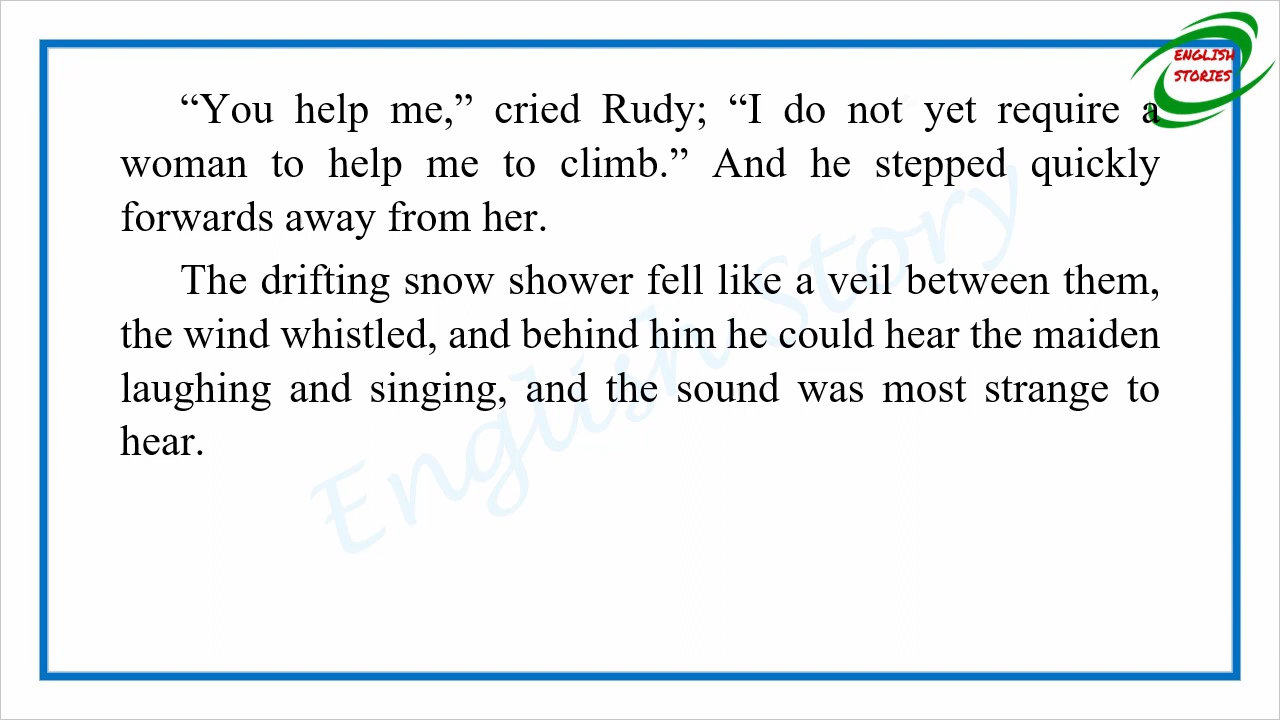 ENGLISH
STORIES
“You help me,” cried Rudy; “I do not yet require a
woman to help me to climb.” And he stepped quickly
forwards away from her.
The drifting snow shower fell like a veil between them,
the wind whistled, and behind him he could hear the maiden
laughing and singing, and the sound was most strange to
hear.
English Story